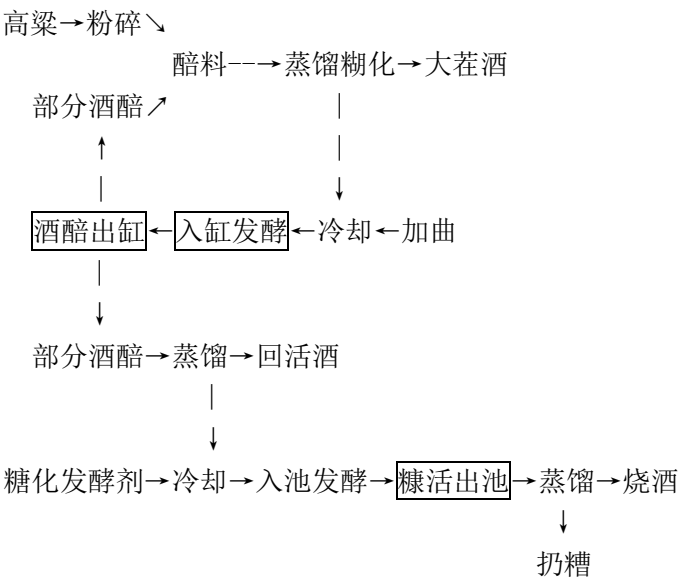 高粱→粉碎↘
醅料--→蒸馏糊化→大茬酒
部分酒醅↗
酒醅出缸←入缸发酵←冷却←加曲
部分酒醅→蒸馏→回活酒
糖化发酵剂→冷却→入池发酵→糠活出池→蒸馏→烧酒
扔糟